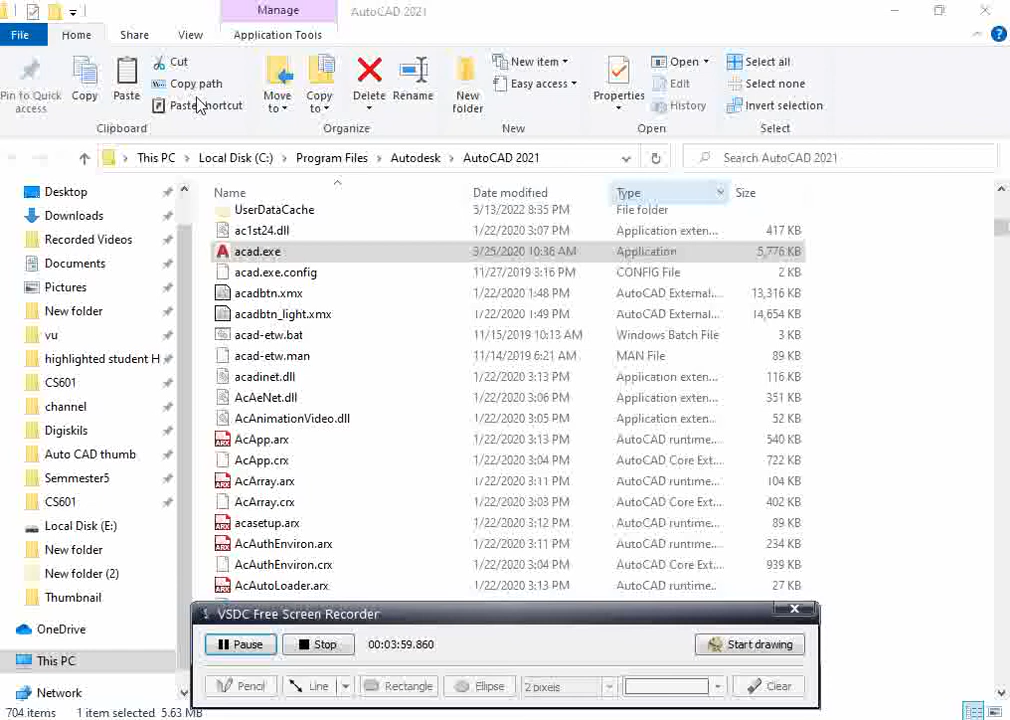 Manage
AutoCAD 2021
File
Home
Share
View
Application Tools
Pin to Quick access
Copy
Paste
Cut
Copy path
Paste shortcut
Clipboard
Move to
Copy to
Delete
Rename
Organize
New folder
New item
Easy access
New
Properties
Open
Edit
History
Open
Select all
Select none
Invert selection
Select
This PC
Local Disk (C:)
Program Files
Autodesk
AutoCAD 2021
Search AutoCAD 2021
Name
Date modified
Type
Size
UserDataCache 5/13/2022 8:35 PM File folder
ac1st24.dll 1/22/2020 3:07 PM Application exten... 417 KB
acad.exe 3/25/2020 10:36 AM Application 5,776 KB
acad.exe.config 11/27/2019 3:16 PM CONFIG File 2 KB
acadbtn.xmx 1/22/2020 1:48 PM AutoCAD External... 13,316 KB
acadbtn_light.xmx 1/22/2020 1:49 PM AutoCAD External... 14,654 KB
acad-etw.bat 11/15/2019 10:13 AM Windows Batch File 3 KB
acad-etw.man 11/14/2019 6:21 AM MAN File 89 KB
acadinet.dll 1/22/2020 3:13 PM Application exten... 116 KB
AcAeNet.dll 1/22/2020 3:06 PM Application exten... 351 KB
AcAnimationVideo.dll 1/22/2020 3:05 PM Application exten... 52 KB
AcApp.arx 1/22/2020 3:13 PM AutoCAD runtime... 540 KB
AcApp.crx 1/22/2020 3:04 PM AutoCAD Core Ext... 722 KB
AcArray.arx 1/22/2020 3:11 PM AutoCAD runtime... 104 KB
AcArray.crx 1/22/2020 3:03 PM AutoCAD Core Ext... 402 KB
acasetup.arx 1/22/2020 3:12 PM AutoCAD runtime... 89 KB
AcAuthEnviron.arx 1/22/2020 3:11 PM AutoCAD runtime... 234 KB
AcAuthEnviron.crx 1/22/2020 3:04 PM AutoCAD Core Ext... 939 KB
AcAutoLoader.arx 1/22/2020 3:13 PM AutoCAD runtime... 27 KB
Desktop
Downloads
Recorded Videos
Documents
Pictures
New folder
vu
highlighted student H
CS601
channel
Digiskils
Auto CAD thumb
Semmester5
CS601
Local Disk (E:)
New folder
New folder (2)
Thumbnail
OneDrive
This PC
Network
VSDC Free Screen Recorder
Pause
Stop
00:03:59.860
Start drawing
Pencil
Line
Rectangle
Ellipse
2 pixels
Clear
704 items 1 item selected 5.63 MB